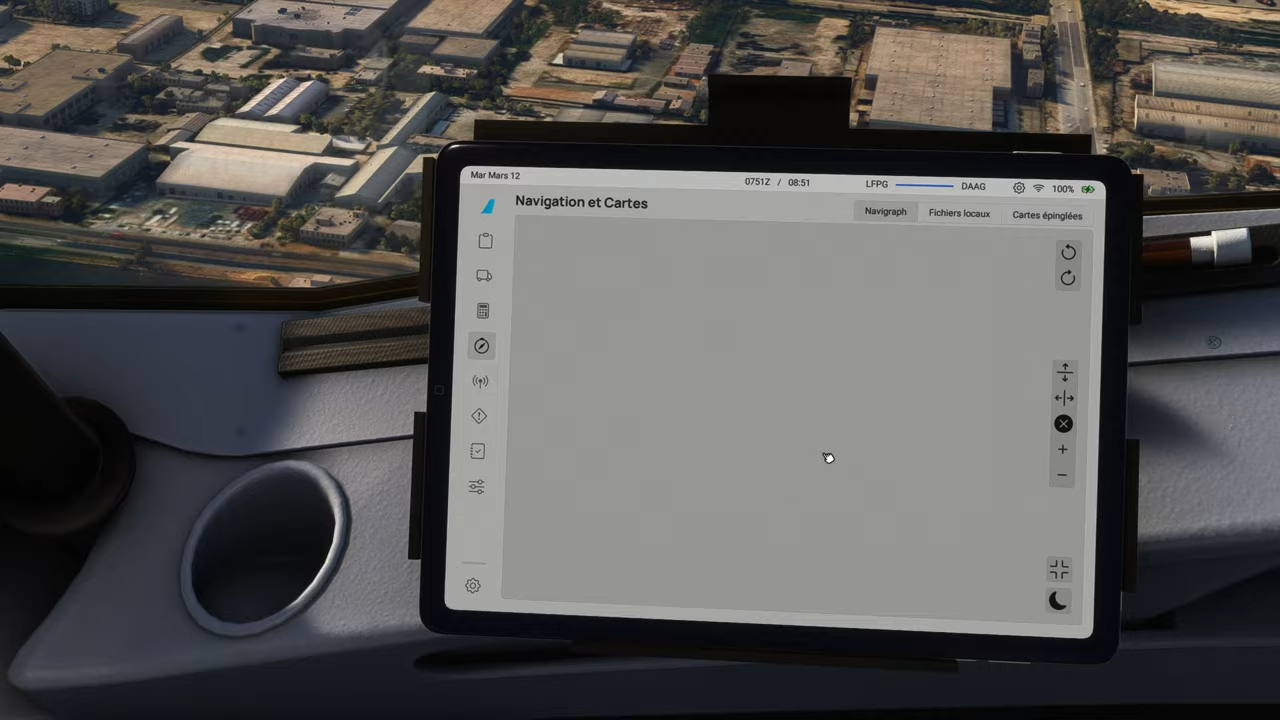 Mar Mars 12
0751Z / 08:51
LFPG DAAG
100%
Navigation et Cartes
Navigraph
Fichiers locaux
Cartes épinglées